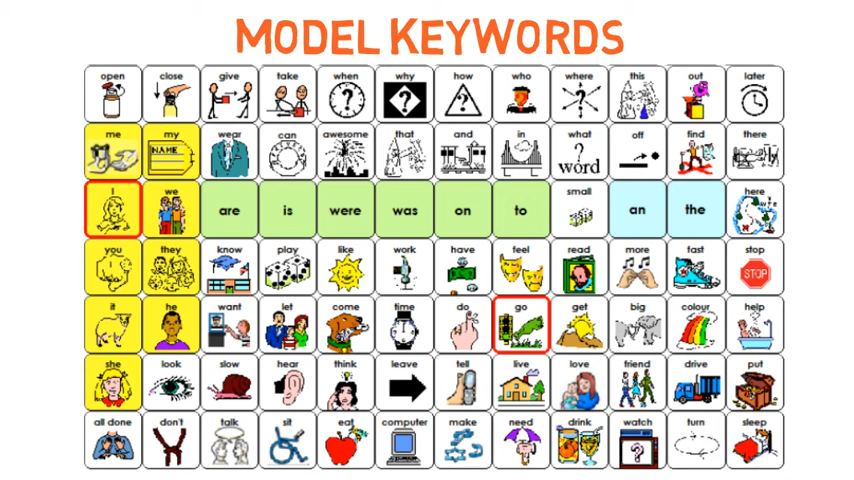 MODEL KEYWORDS
open close give take when why how who where this out later
me my wear can awesome that and in what off find there
NAME
word
I we are is were was on to small an the here
you they know play like work have feel read more fast stop
STOP
it he want let come time do go get big colour help
she look slow hear think leave tell live love friend drive put
all done don't talk sit eat computer make need drink watch turn sleep